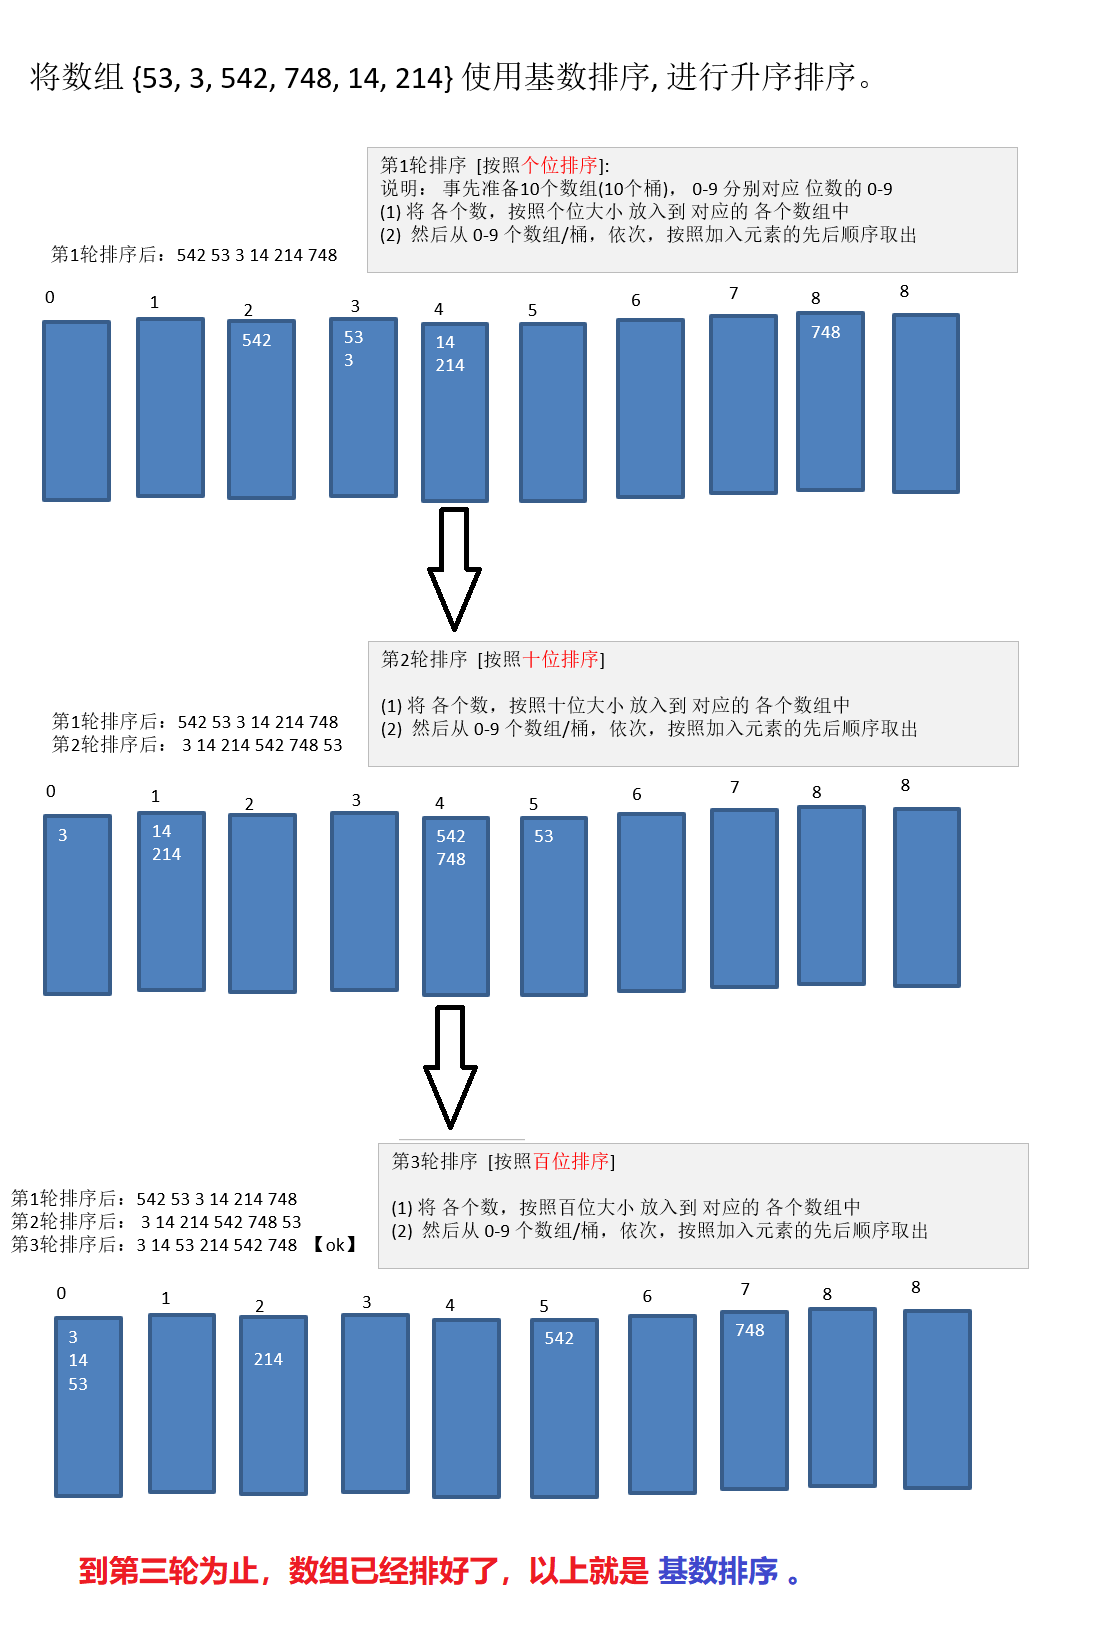 将数组 {53, 3, 542, 748, 14, 214} 使用基数排序, 进行升序排序。
第1轮排序 [按照个位排序]:
说明： 事先准备10个数组(10个桶)， 0-9 分别对应 位数的 0-9
(1) 将 各个数，按照个位大小 放入到 对应的 各个数组中
(2) 然后从 0-9 个数组/桶，依次，按照加入元素的先后顺序取出
第1轮排序后：542 53 3 14 214 748
0 1 2 3 4 5 6 7 8 8
542 53 14 748
3 214
第2轮排序 [按照十位排序]
(1) 将 各个数，按照十位大小 放入到 对应的 各个数组中
(2) 然后从 0-9 个数组/桶，依次，按照加入元素的先后顺序取出
第1轮排序后：542 53 3 14 214 748
第2轮排序后： 3 14 214 542 748 53
0 1 2 3 4 5 6 7 8 8
3 14 542 53
214 748
第3轮排序 [按照百位排序]
(1) 将 各个数，按照百位大小 放入到 对应的 各个数组中
(2) 然后从 0-9 个数组/桶，依次，按照加入元素的先后顺序取出
第1轮排序后：542 53 3 14 214 748
第2轮排序后： 3 14 214 542 748 53
第3轮排序后：3 14 53 214 542 748 【ok】
0 1 2 3 4 5 6 7 8 8
3 542 748
14 214
53
到第三轮为止，数组已经排好了，以上就是 基数排序 。